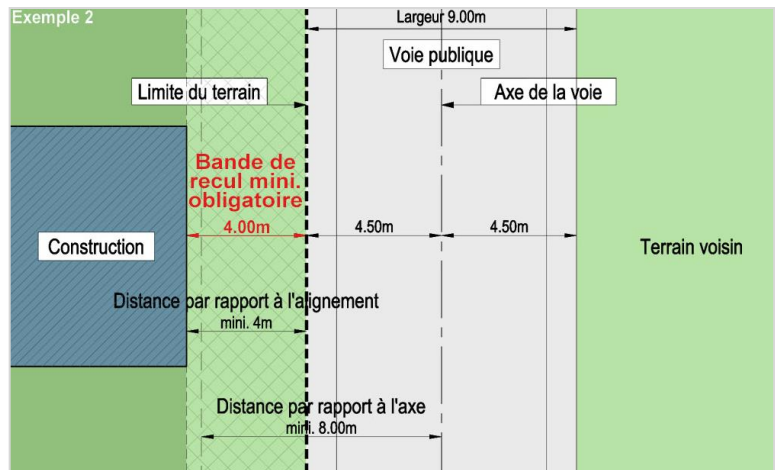 Exemple 2
Largeur 9.00m
Voie publique
Limite du terrain
Axe de la voie
Bande de
recul mini.
obligatoire
4.00m
4.50m
4.50m
Construction
Terrain voisin
Distance par rapport à l'alignement
mini. 4m
Distance par rapport à l'axe
mini. 8.00m